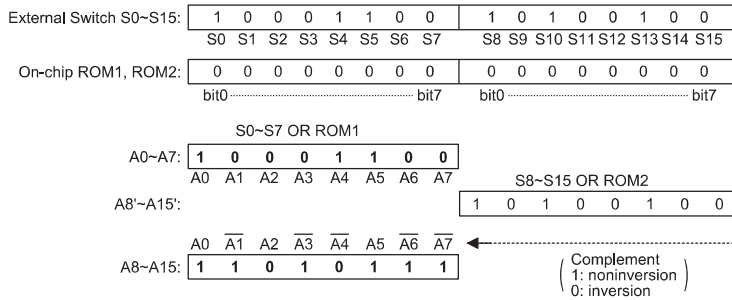 External Switch S0~S15: 1 0 0 0 1 1 0 0 1 0 1 0 0 1 0 0
S0 S1 S2 S3 S4 S5 S6 S7 S8 S9 S10 S11 S12 S13 S14 S15
On-chip ROM1, ROM2: 0 0 0 0 0 0 0 0 0 0 0 0 0 0 0 0
bit0 bit7 bit0 bit7
S0~S7 OR ROM1
A0~A7: 1 0 0 0 1 1 0 0
A0 A1 A2 A3 A4 A5 A6 A7
S8~S15 OR ROM2
A8'~A15': 1 0 1 0 0 1 0 0
A0 A̅1̅ A2 A̅3̅ A̅4̅ A5 A̅6̅ A̅7̅
A8~A15: 1 1 0 1 0 1 1 1
Complement
1: noninversion
0: inversion